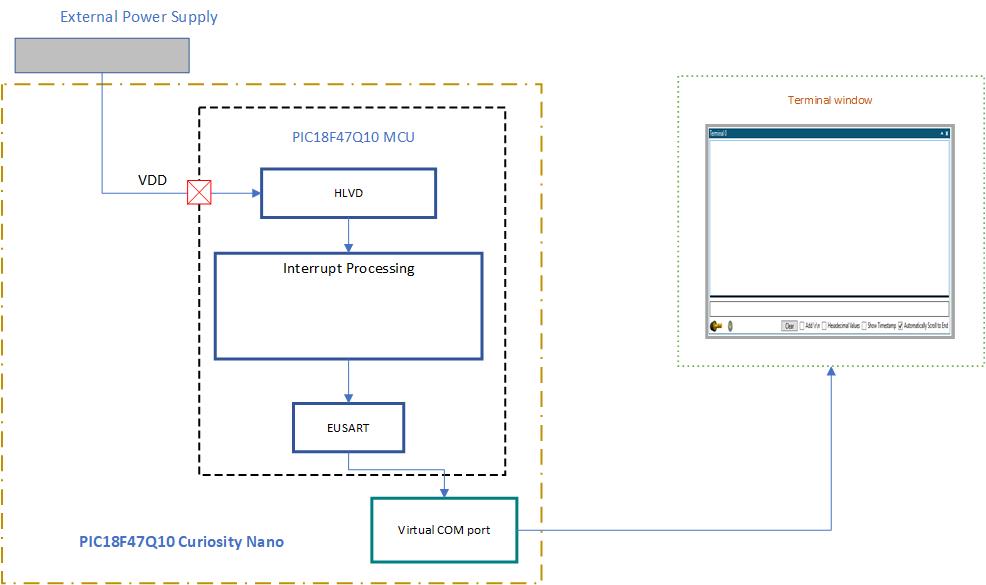 External Power Supply
Terminal window
Terminal 0
PIC18F47Q10 MCU
VDD
HLVD
Interrupt Processing
Clear
Add \r\n
Hexadecimal Values
Show Timestamp
Automatically Scroll to End
EUSART
Virtual COM port
PIC18F47Q10 Curiosity Nano